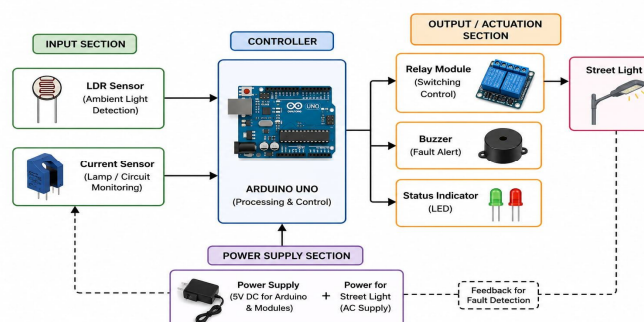 INPUT SECTION
LDR Sensor
(Ambient Light
Detection)
Current Sensor
(Lamp / Circuit
Monitoring)
CONTROLLER
UNO
ARDUINO UNO
(Processing & Control)
OUTPUT / ACTUATION
SECTION
Relay Module
(Switching
Control)
Buzzer
(Fault Alert)
Status Indicator
(LED)
Street Light
POWER SUPPLY SECTION
Power Supply
(5V DC for Arduino
& Modules)
+
Power for
Street Light
(AC Supply)
Feedback for
Fault Detection